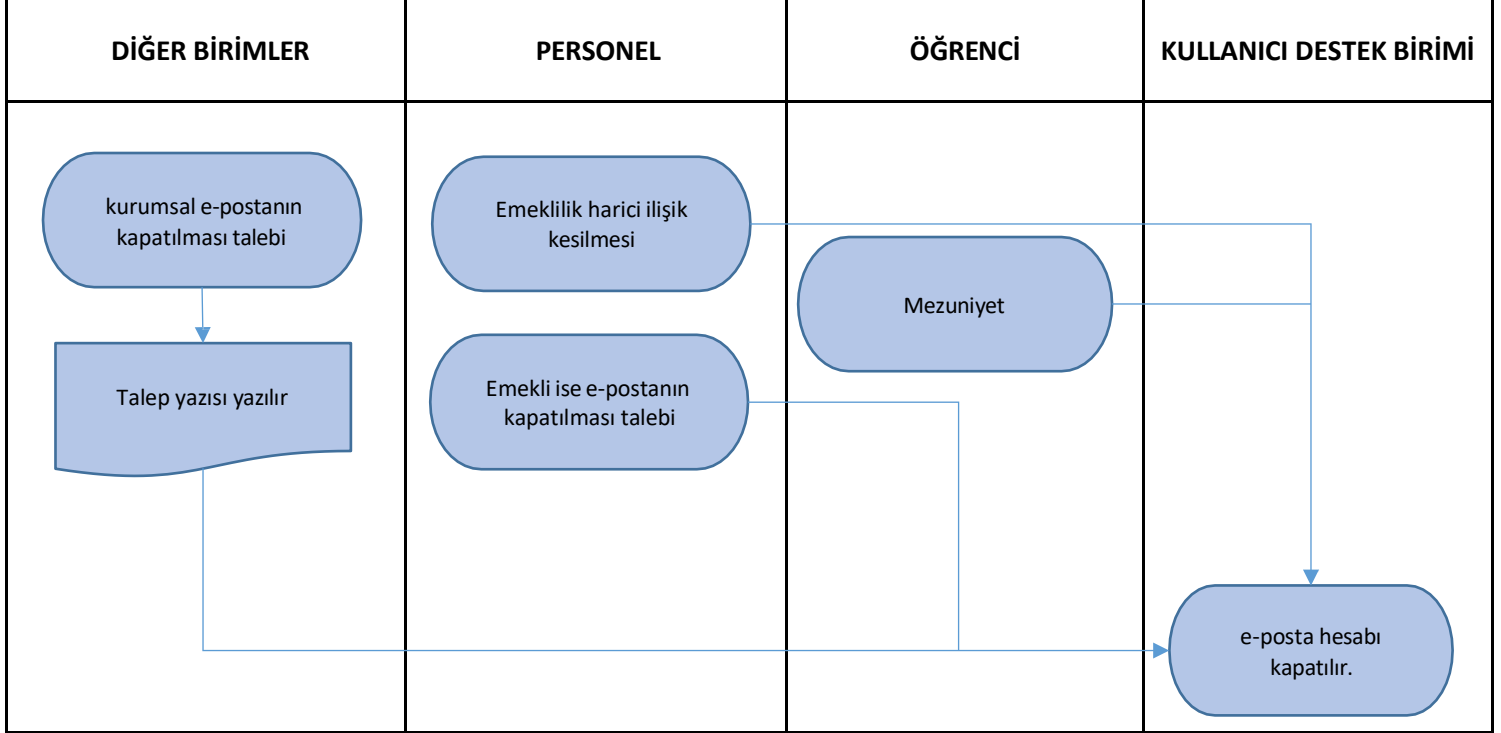 DİĞER BİRİMLER
PERSONEL
ÖĞRENCİ
KULLANICI DESTEK BİRİMİ
kurumsal e-postanın
kapatılması talebi
Talep yazısı yazılır
Emeklilik harici ilişik
kesilmesi
Emekli ise e-postanın
kapatılması talebi
Mezuniyet
e-posta hesabı
kapatılır.